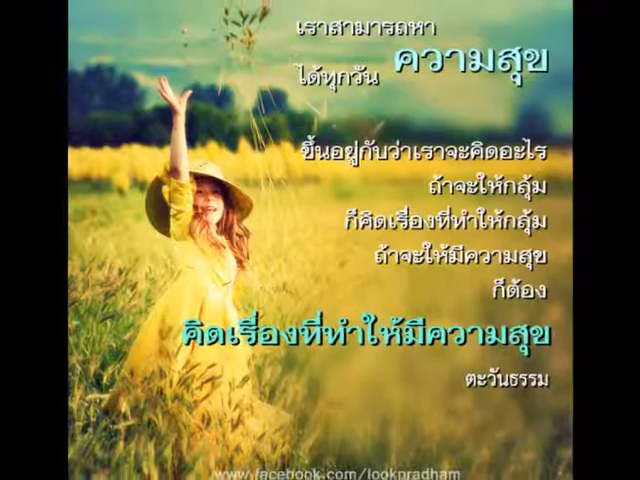 เราสามารถหา
ความสุข
ได้ทุกวัน
ขึ้นอยู่กับว่าเราจะคิดอะไร
ถ้าจะให้กลุ้ม
ก็คิดเรื่องที่ทำให้กลุ้ม
ถ้าจะให้มีความสุข
ก็ต้อง
คิดเรื่องที่ทำให้มีความสุข
ตะวันธรรม
www.facebook.com/lookpradham